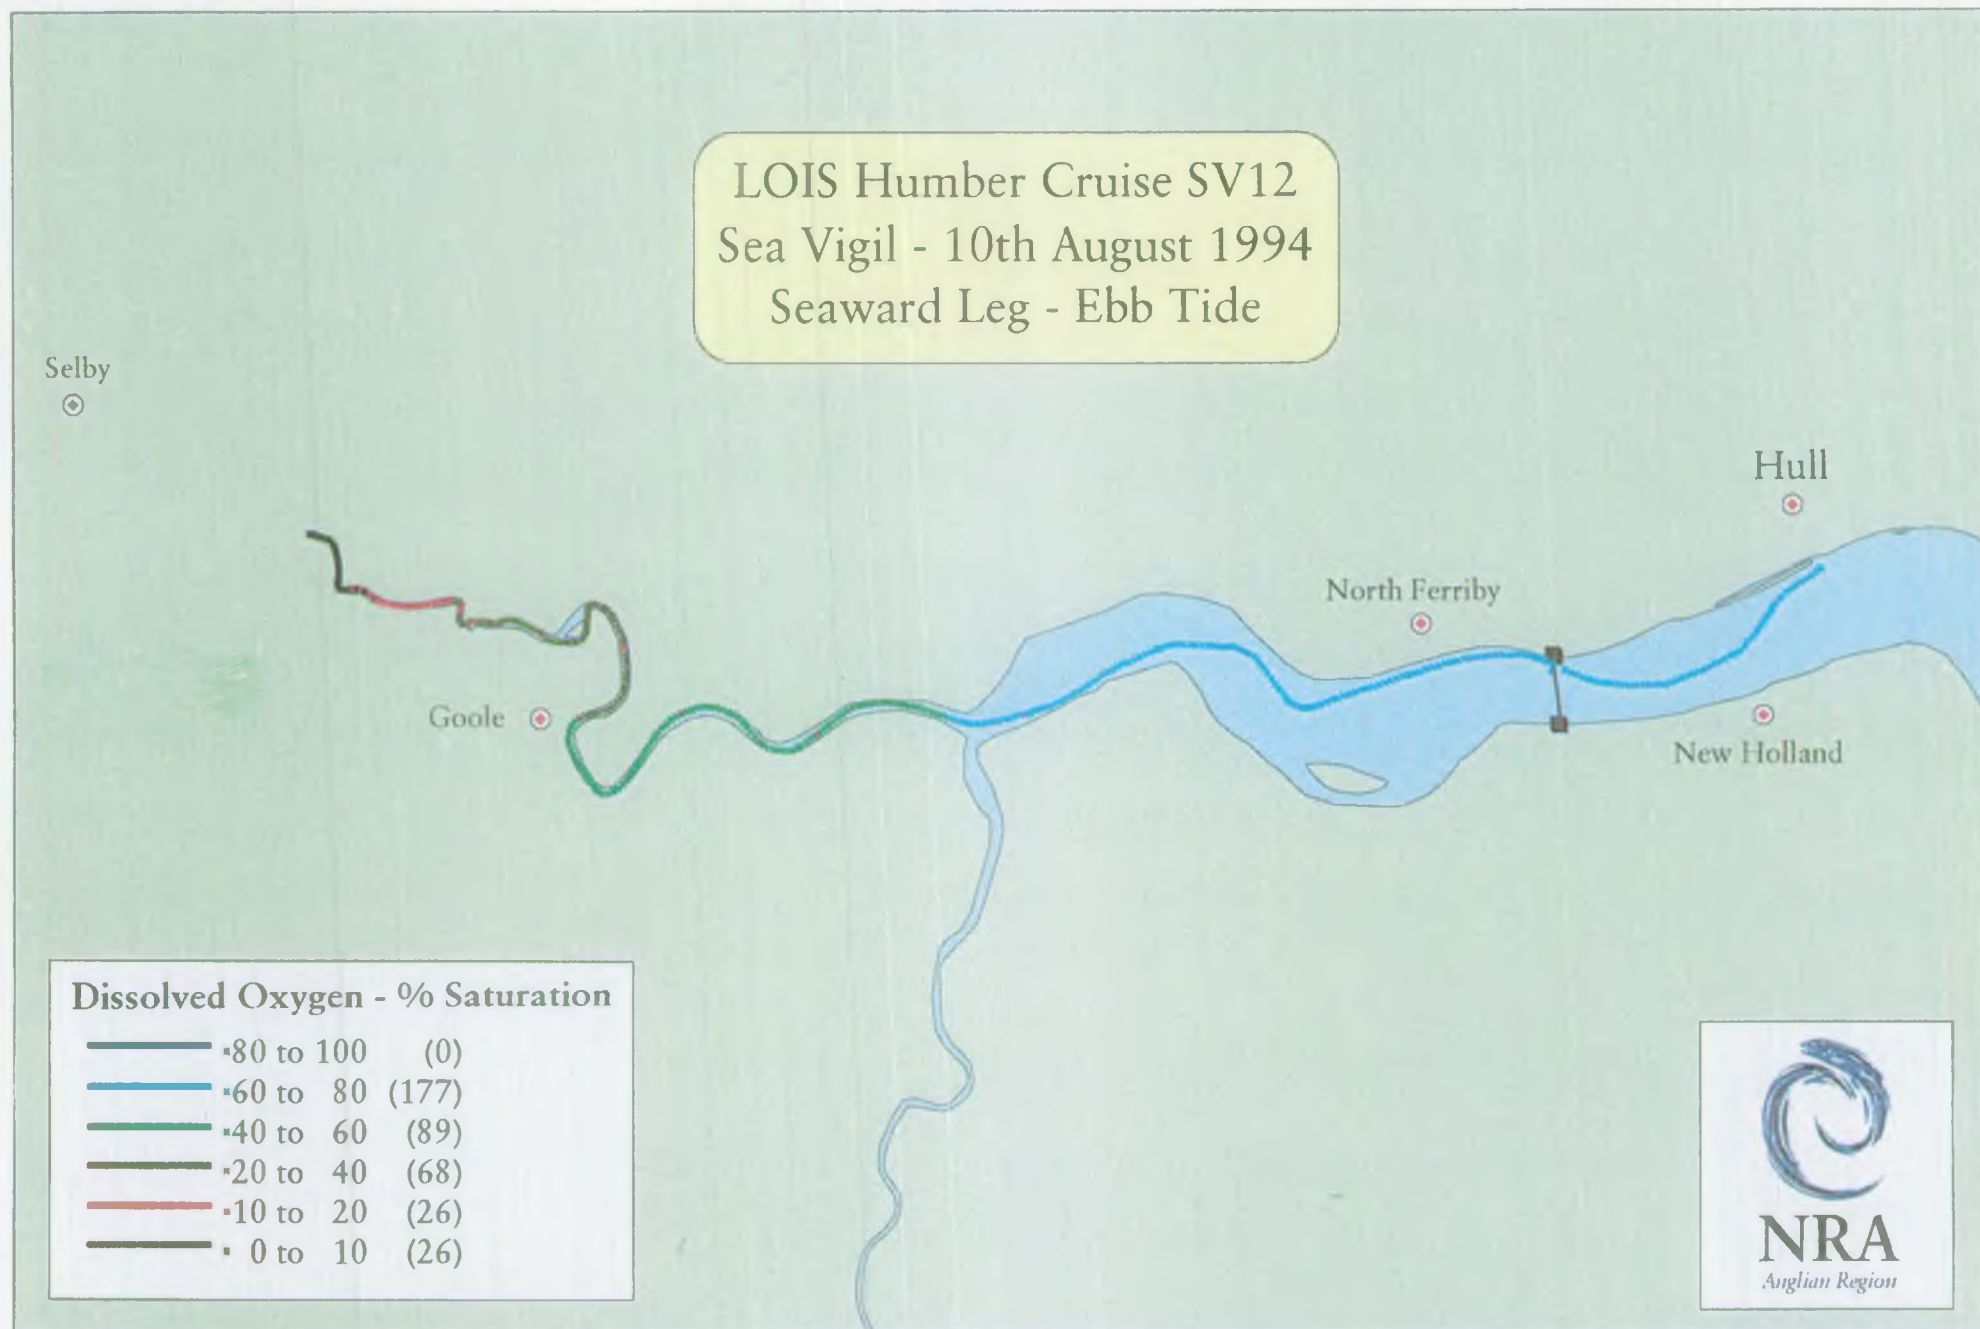 LOIS Humber Cruise SV12
Sea Vigil - 10th August 1994
Seaward Leg - Ebb Tide
Selby
Hull
North Ferriby
Goole
New Holland
Dissolved Oxygen - % Saturation
80 to 100 (0)
60 to 80 (177)
40 to 60 (89)
20 to 40 (68)
10 to 20 (26)
0 to 10 (26)
NRA
Anglian Region